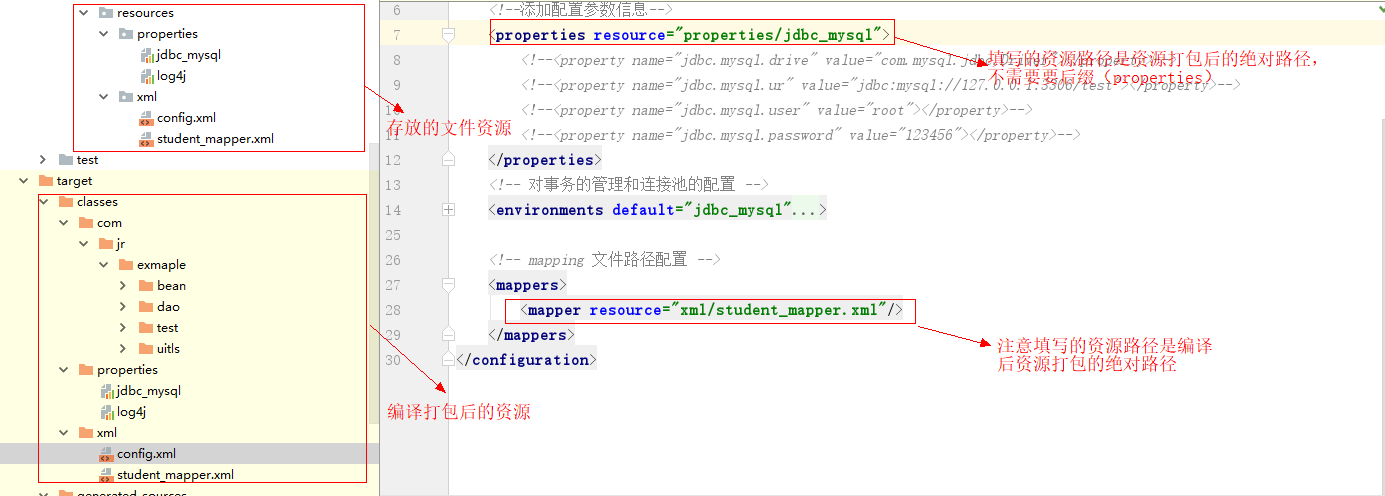 resources
properties
jdbc_mysql
log4j
xml
config.xml
student_mapper.xml
test
target
classes
com
jr
exmaple
bean
dao
test
uitls
properties
jdbc_mysql
log4j
xml
config.xml
student_mapper.xml
generated-sources
存放的文件资源
编译打包后的资源
6 <!--添加配置参数信息-->
7 <properties resource="properties/jdbc_mysql">
8 <!--<property name="jdbc.mysql.drive" value="com.mysql.jdbc.
<!--<property name="jdbc.mysql.ur" value="jdbc:mysql://127.0.0.1:3306/test"></property>-->
<!--<property name="jdbc.mysql.user" value="root"></property>-->
<!--<property name="jdbc.mysql.password" value="123456"></property>-->
12 </properties>
13 <!-- 对事务的管理和连接池的配置 -->
14 <environments default="jdbc_mysql"...>
25
26 <!-- mapping 文件路径配置 -->
27 <mappers>
28 <mapper resource="xml/student_mapper.xml"/>
29 </mappers>
30 </configuration>
填写的资源路径是资源打包后的绝对路径，
不需要要后缀（properties）
注意填写的资源路径是编译
后资源打包的绝对路径